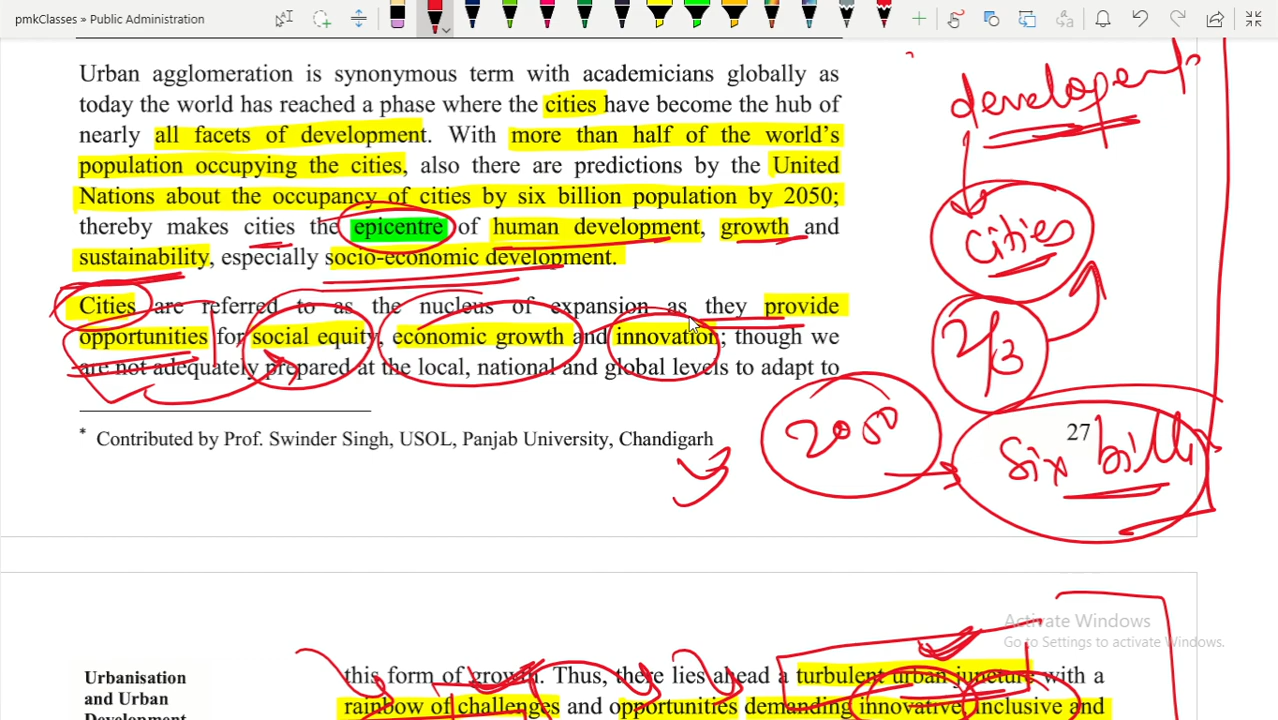 pmkClasses » Public Administration
Urban agglomeration is synonymous term with academicians globally as
today the world has reached a phase where the cities have become the hub of
nearly all facets of development. With more than half of the world's
population occupying the cities, also there are predictions by the United
Nations about the occupancy of cities by six billion population by 2050;
thereby makes cities the epicentre of human development, growth and
sustainability, especially socio-economic development.
Cities are referred to as the nucleus of expansion as they provide
opportunities for social equity, economic growth and innovation; though we
are not adequately prepared at the local, national and global levels to adapt to
* Contributed by Prof. Swinder Singh, USOL, Panjab University, Chandigarh
27
Cities
2/3
2050
Six billi
Activate Windows
Go to Settings to activate Windows.
Urbanisation
and Urban
Development
this form of growth. Thus, there lies ahead a turbulent urban juncture with a
rainbow of challenges and opportunities demanding innovative, inclusive and